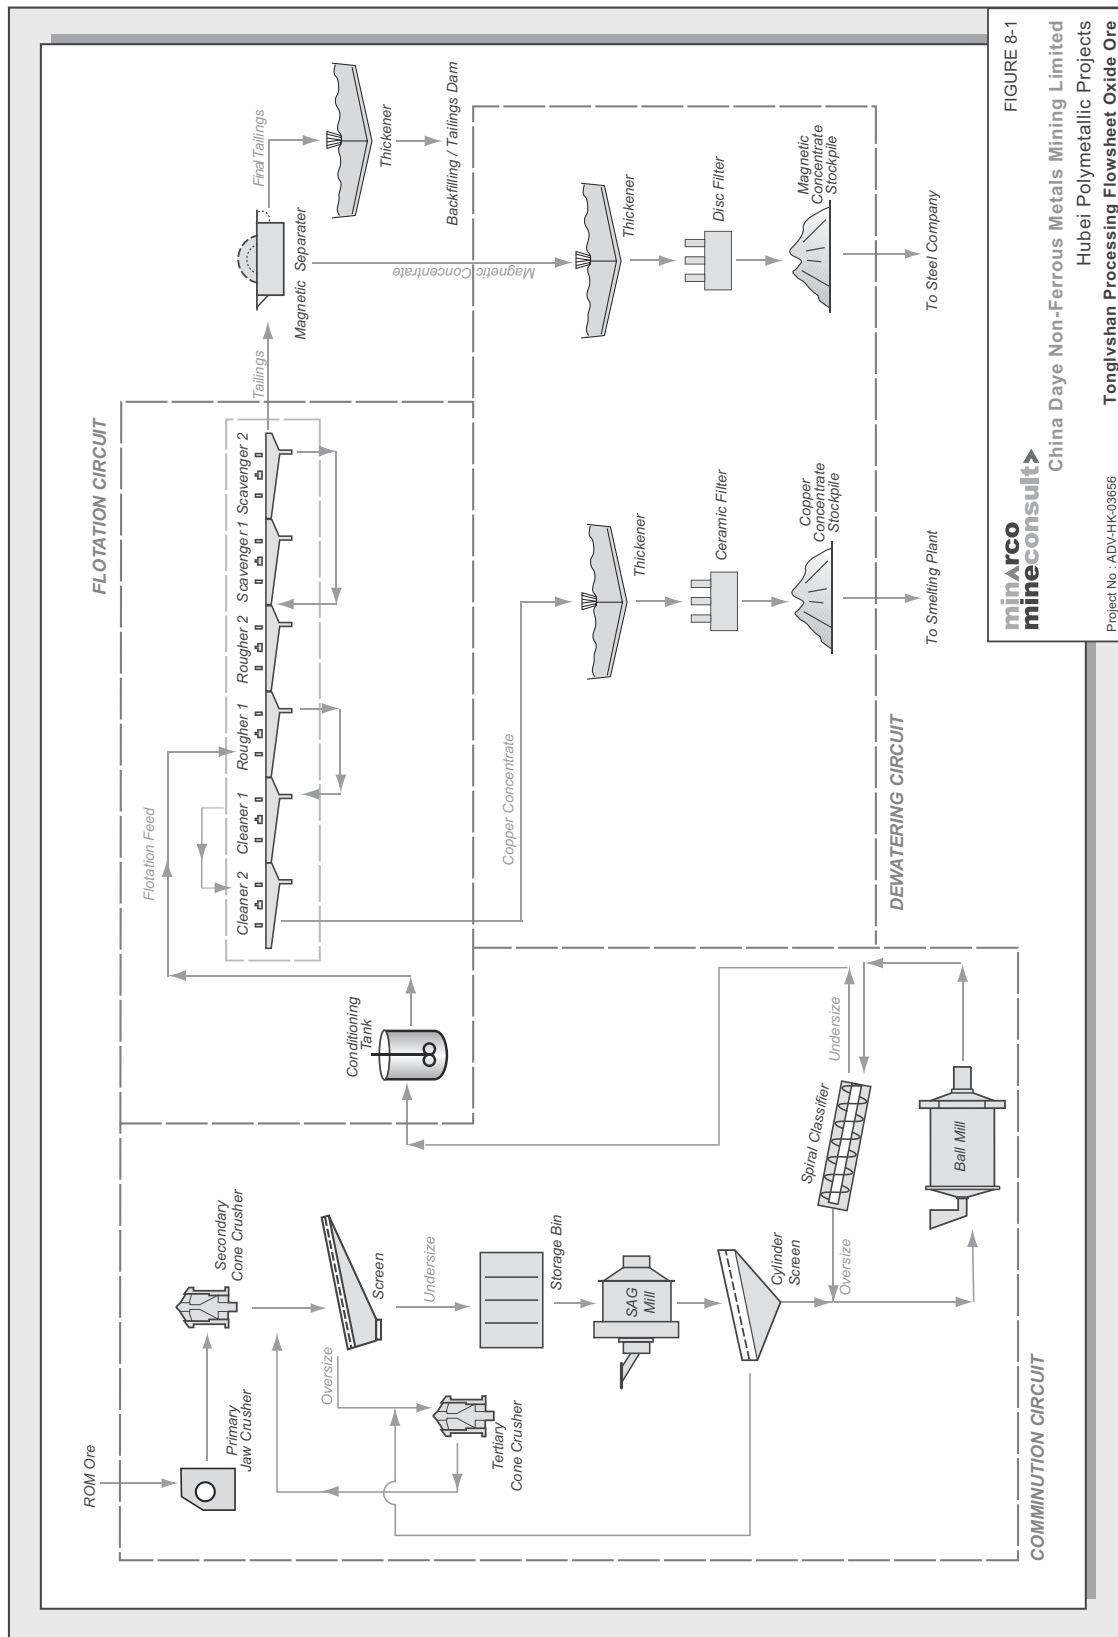 ROM Ore
Primary
Jaw Crusher
Secondary
Cone Crusher
Oversize
Screen
Undersize
Tertiary
Cone Crusher
Storage Bin
SAG
Mill
Cylinder
Screen
Oversize
Spiral Classifier
Undersize
Ball Mill
COMMINUTION CIRCUIT
Conditioning
Tank
Flotation Feed
FLOTATION CIRCUIT
Cleaner 2
Cleaner 1
Rougher 1
Rougher 2
Scavenger 1
Scavenger 2
Tailings
Magnetic Separater
Final Tailings
Thickener
Backfilling / Tailings Dam
Magnetic Concentrate
Copper Concentrate
Thickener
Ceramic Filter
Copper
Concentrate
Stockpile
To Smelting Plant
Thickener
Disc Filter
Magnetic
Concentrate
Stockpile
To Steel Company
DEWATERING CIRCUIT
minarco
mineconsult
Project No : ADV-HK-03656
FIGURE 8-1
China Daye Non-Ferrous Metals Mining Limited
Hubei Polymetallic Projects
Tonglvshan Processing Flowsheet Oxide Ore